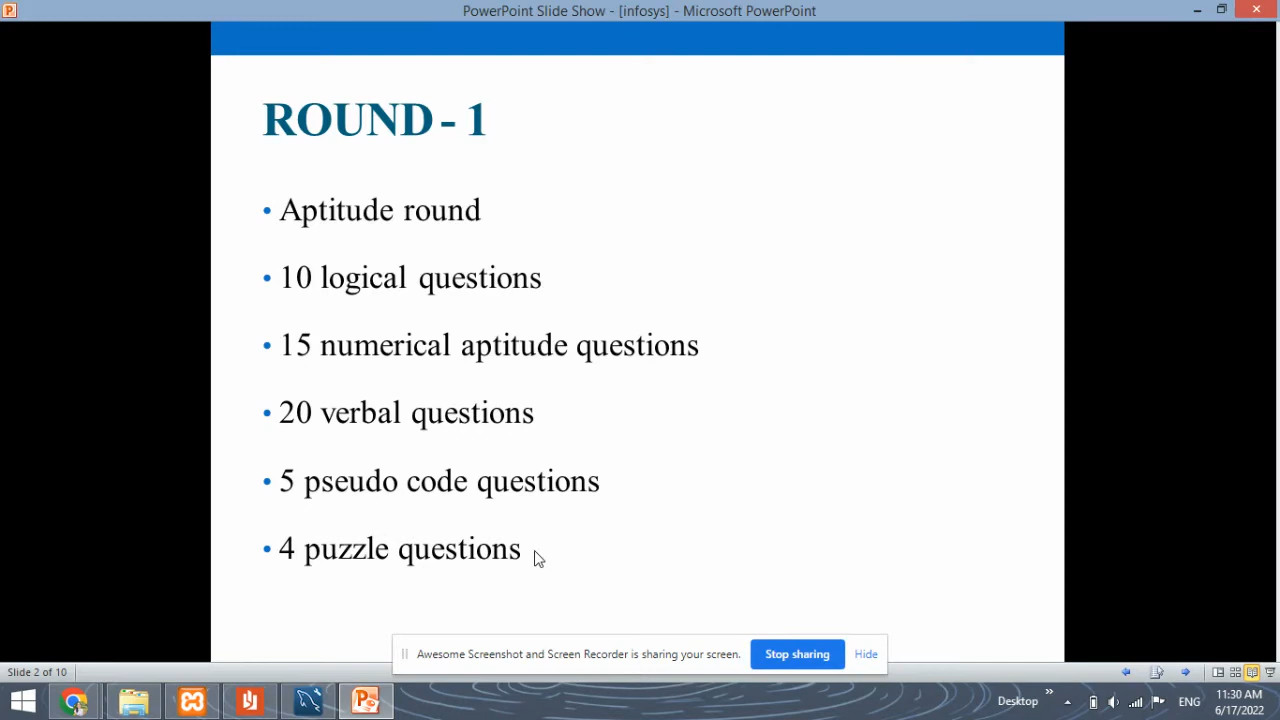 PowerPoint Slide Show - [infosys] - Microsoft PowerPoint
ROUND - 1
• Aptitude round
• 10 logical questions
• 15 numerical aptitude questions
• 20 verbal questions
• 5 pseudo code questions
• 4 puzzle questions
Awesome Screenshot and Screen Recorder is sharing your screen.
Stop sharing
Hide
Slide 2 of 10
Desktop
ENG
11:30 AM
6/17/2022